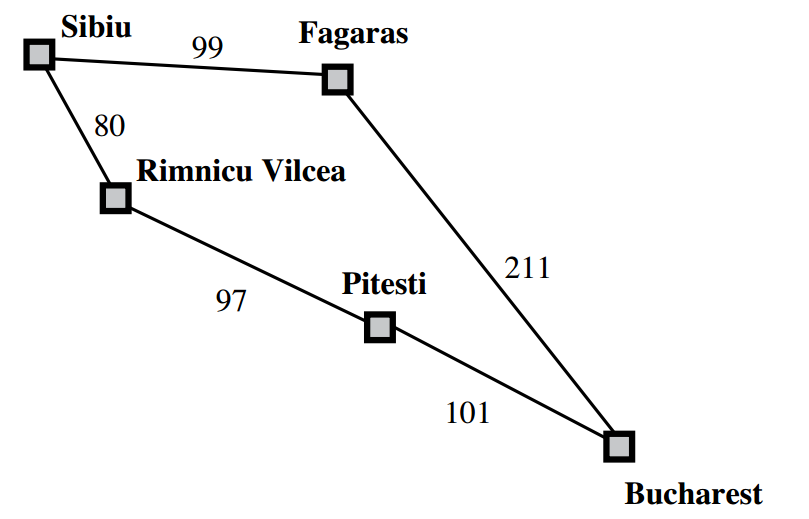 Sibiu
Fagaras
99
80
Rimnicu Vilcea
211
Pitesti
97
101
Bucharest